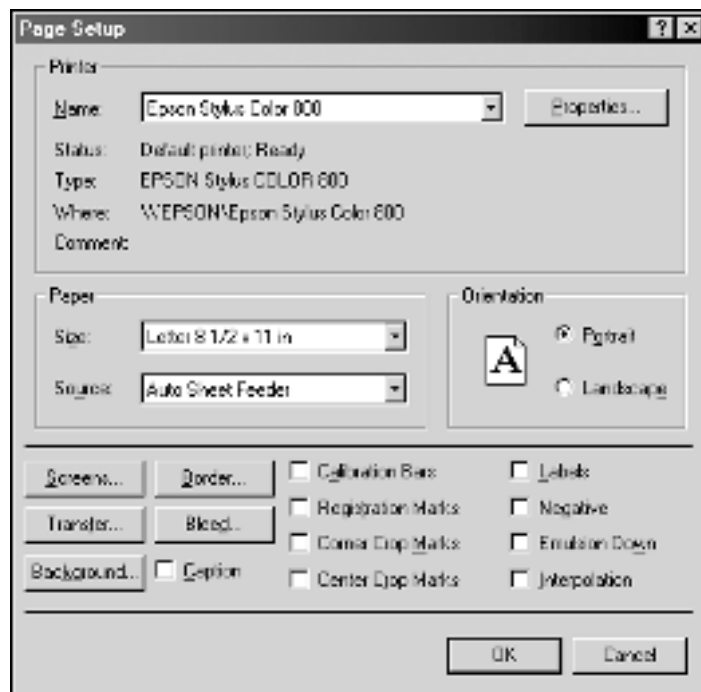 Page Setup
Printer
Name: Epson Stylus Color 800 Properties...
Status: Default printer; Ready
Type: EPSON Stylus COLOR 800
Where: \\EPSON\Epson Stylus Color 800
Comment:
Paper
Size: Letter 8 1/2 x 11 in
Source: Auto Sheet Feeder
Orientation
A
Portrait
Landscape
Screens... Border... Calibration Bars Labels
Transfer... Bleed... Registration Marks Negative
Corner Crop Marks Emulsion Down
Background... Caption Center Crop Marks Interpolation
OK Cancel